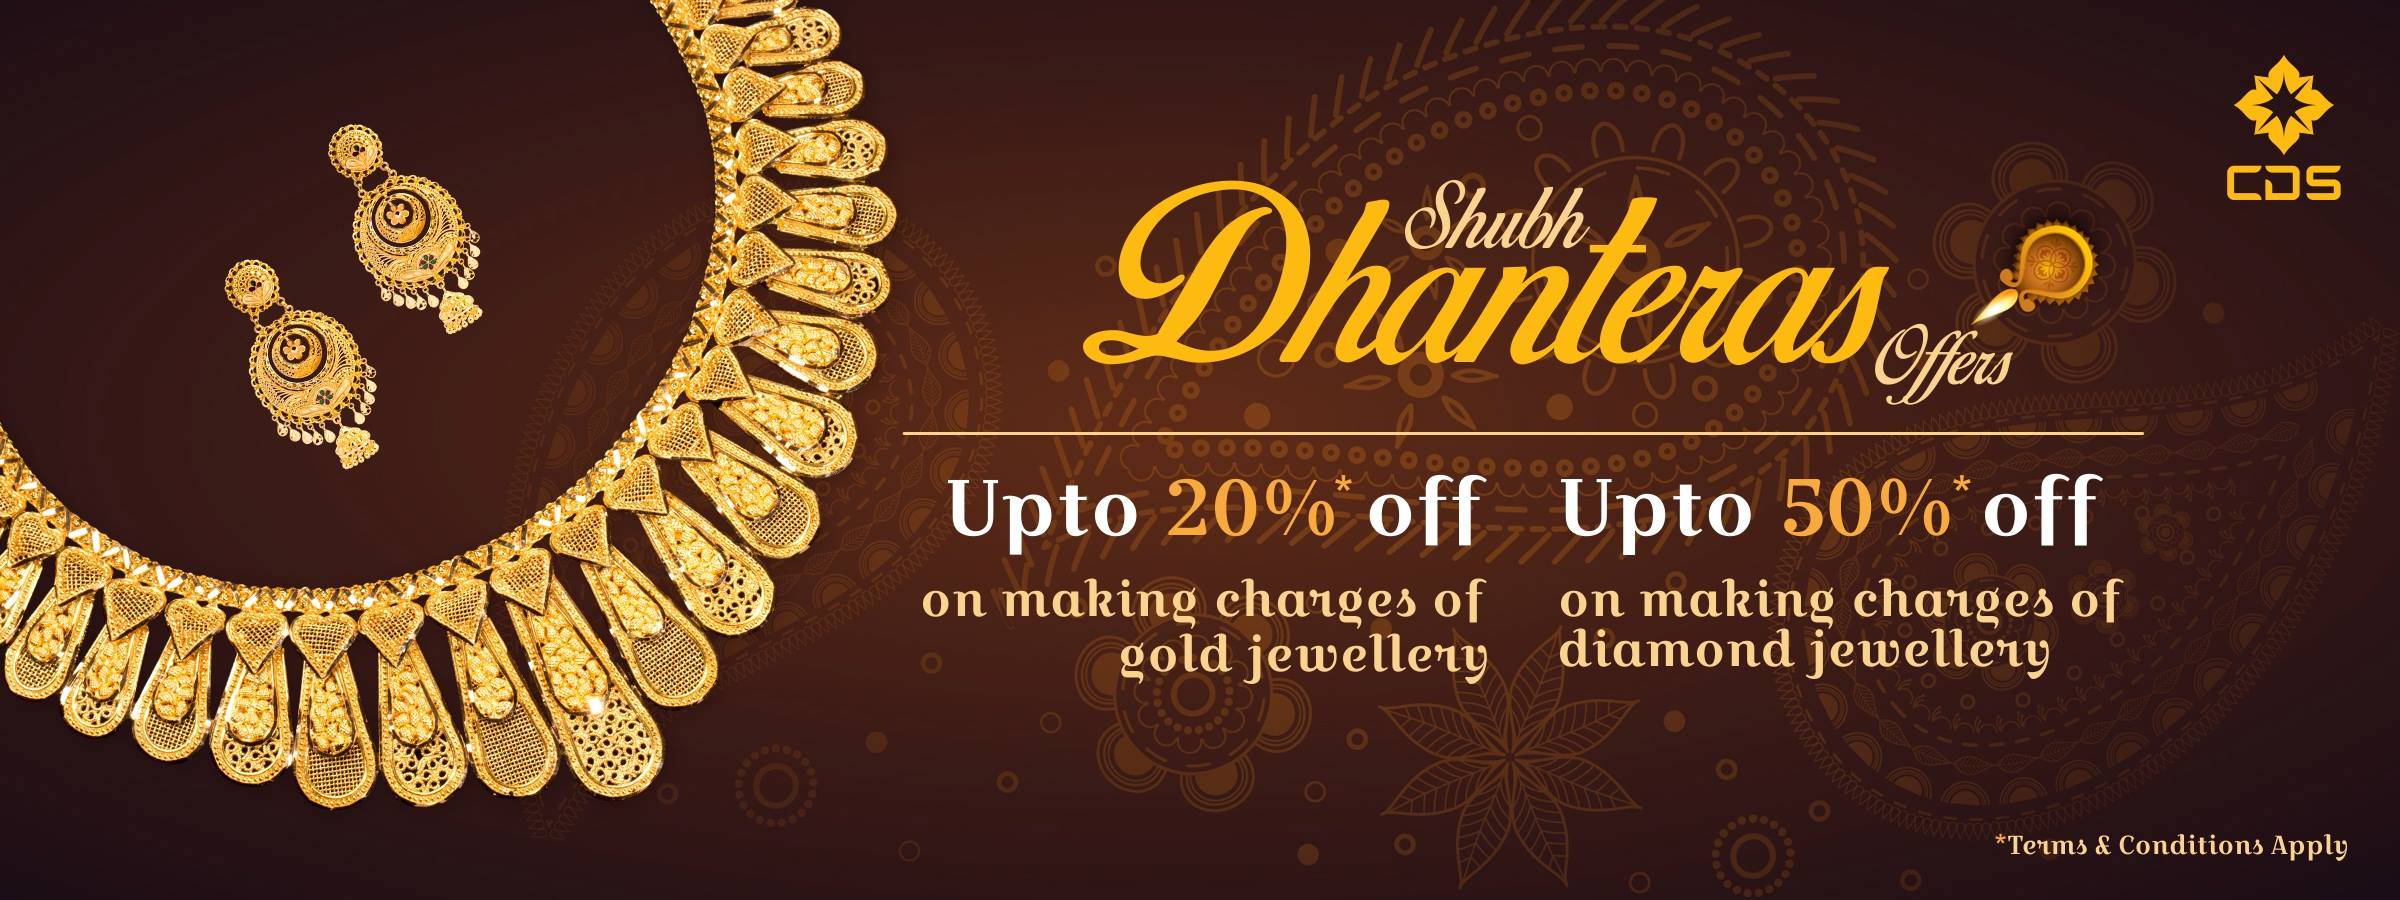 CDS
Shubh
Dhanteras
Offers
Upto 20%* off
on making charges of
gold jewellery
Upto 50%* off
on making charges of
diamond jewellery
*Terms & Conditions Apply